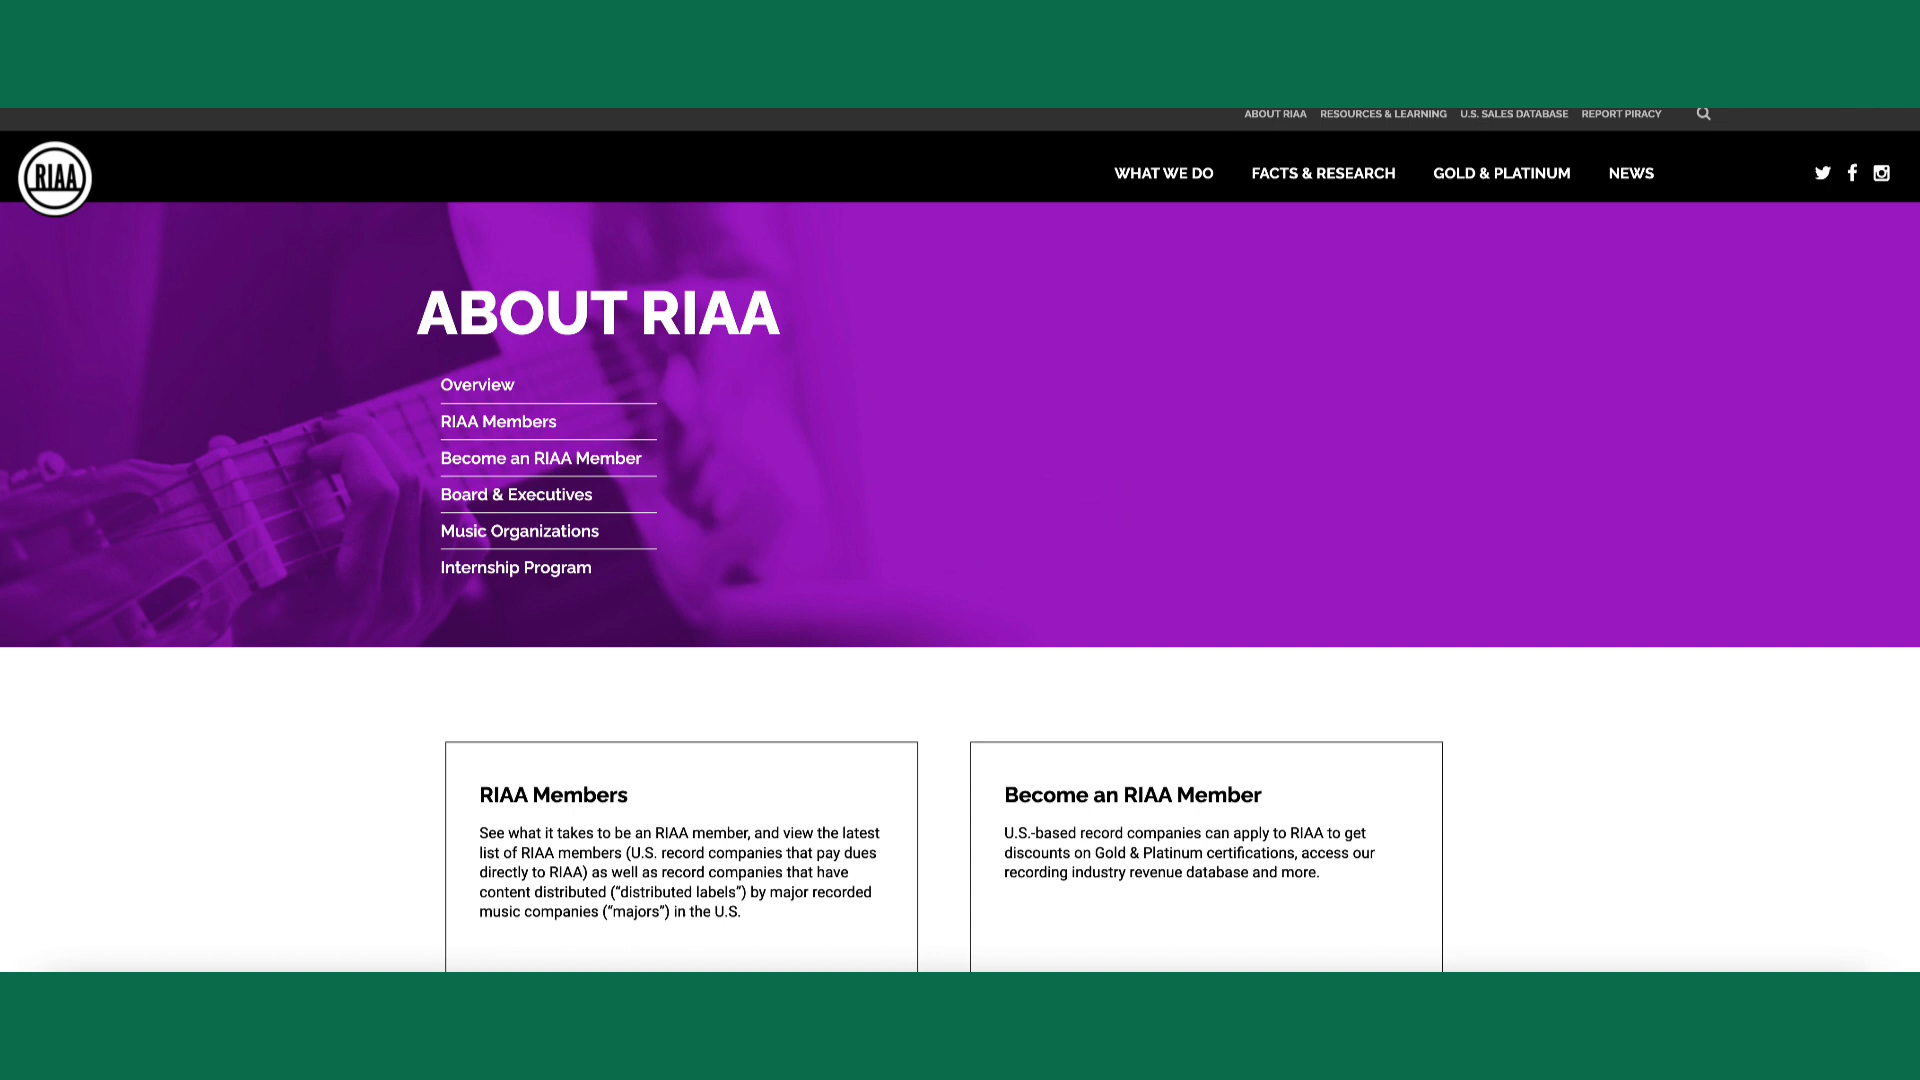 ABOUT RIAA RESOURCES & LEARNING U.S. SALES DATABASE REPORT PIRACY
RIAA
WHAT WE DO FACTS & RESEARCH GOLD & PLATINUM NEWS
ABOUT RIAA
Overview
RIAA Members
Become an RIAA Member
Board & Executives
Music Organizations
Internship Program
RIAA Members
See what it takes to be an RIAA member, and view the latest
list of RIAA members (U.S. record companies that pay dues
directly to RIAA) as well as record companies that have
content distributed (“distributed labels”) by major recorded
music companies (“majors”) in the U.S.
Become an RIAA Member
U.S.-based record companies can apply to RIAA to get
discounts on Gold & Platinum certifications, access our
recording industry revenue database and more.